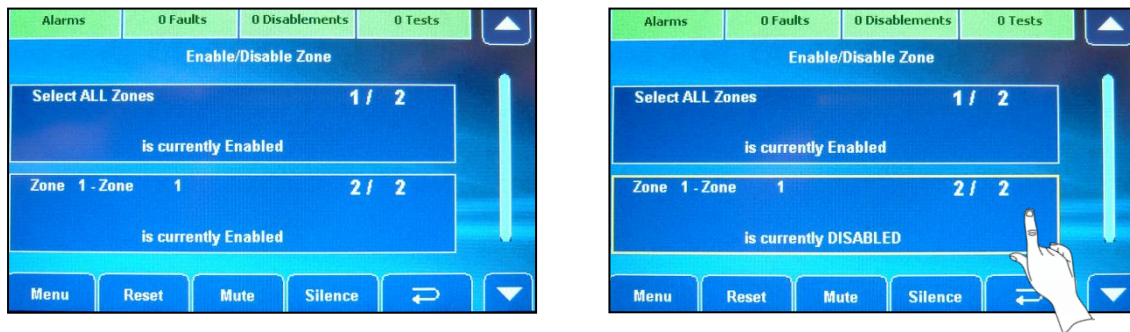 Alarms 0 Faults 0 Disablements 0 Tests
Enable/Disable Zone
Select ALL Zones 1 / 2
is currently Enabled
Zone 1 - Zone 1 2 / 2
is currently Enabled
Menu Reset Mute Silence
Alarms 0 Faults 0 Disablements 0 Tests
Enable/Disable Zone
Select ALL Zones 1 / 2
is currently Enabled
Zone 1 - Zone 1 2 / 2
is currently DISABLED
Menu Reset Mute Silence